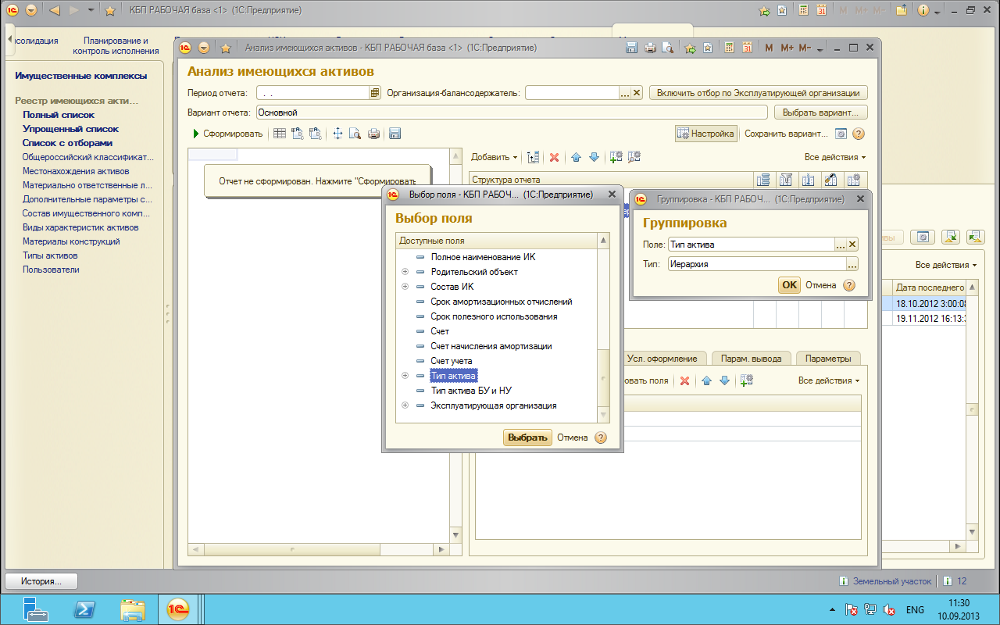 КБП РАБОЧАЯ база <1> (1С:Предприятие)
M M+ M-
солидация
Планирование и
контроль исполнения
Имущественные комплексы
Реестр имеющихся акти...
Полный список
Упрощенный список
Список с отборами
Общероссийский классификат...
Местонахождения активов
Материально ответственные л...
Дополнительные параметры с...
Состав имущественного комп...
Виды характеристик активов
Материалы конструкций
Типы активов
Пользователи
Анализ имеющихся активов - КБП РАБОЧАЯ база <1> (1С:Предприятие)
M M+ M-
Анализ имеющихся активов
Период отчета: . .
Организация-балансодержатель:
Включить отбор по Эксплуатирующей организации
Вариант отчета: Основной
Выбрать вариант...
Сформировать
Настройка
Сохранить вариант...
Отчет не сформирован. Нажмите "Сформировать
Добавить
Все действия
Структура отчета
Выбор поля - КБП РАБОЧ... (1С:Предприятие)
Выбор поля
Доступные поля
Полное наименование ИК
Родительский объект
Состав ИК
Срок амортизационных отчислений
Срок полезного использования
Счет
Счет начисления амортизации
Счет учета
Тип актива
Тип актива БУ и НУ
Эксплуатирующая организация
Выбрать
Отмена
Группировка - КБП РАБОЧ... (1С:Предприятие)
Группировка
Поле: Тип актива
Тип: Иерархия
ОК
Отмена
Усл. оформление
Парам. вывода
Параметры
овать поля
Все действия
ивы
Все действия
Дата последнего
18.10.2012 3:00:08
19.11.2012 16:13:3
История...
Земельный участок
12
ENG
11:30
10.09.2013